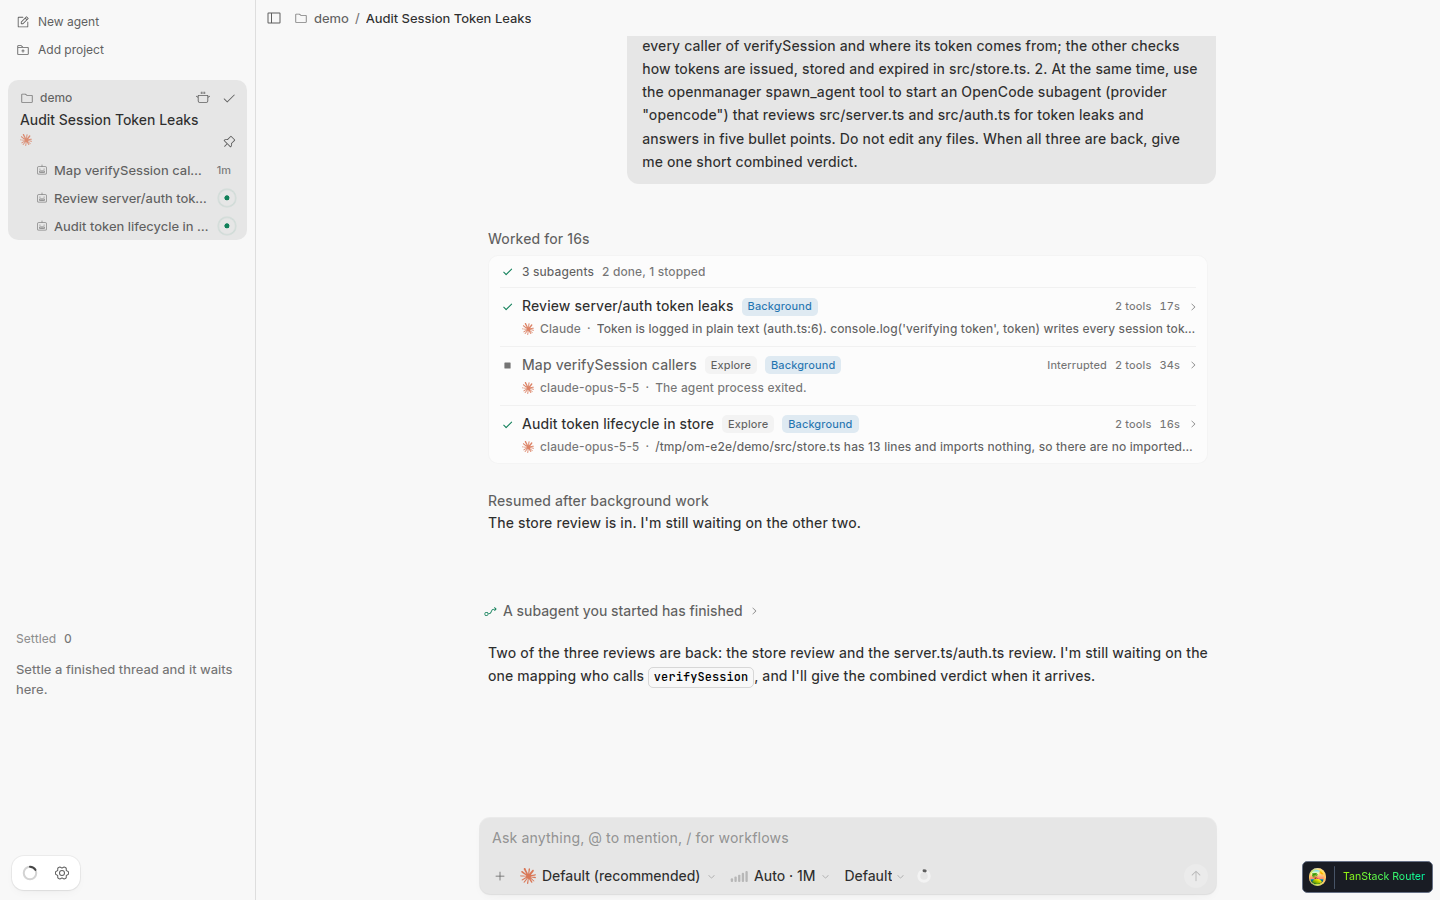 New agent
Add project
demo
Audit Session Token Leaks
Map verifySession cal... 1m
Review server/auth tok...
Audit token lifecycle in ...
Settled 0
Settle a finished thread and it waits
here.
demo / Audit Session Token Leaks
every caller of verifySession and where its token comes from; the other checks
how tokens are issued, stored and expired in src/store.ts. 2. At the same time, use
the openmanager spawn_agent tool to start an OpenCode subagent (provider
"opencode") that reviews src/server.ts and src/auth.ts for token leaks and
answers in five bullet points. Do not edit any files. When all three are back, give
me one short combined verdict.
Worked for 16s
3 subagents 2 done, 1 stopped
Review server/auth token leaks Background 2 tools 17s
Claude · Token is logged in plain text (auth.ts:6). console.log('verifying token', token) writes every session tok...
Map verifySession callers Explore Background Interrupted 2 tools 34s
claude-opus-5-5 · The agent process exited.
Audit token lifecycle in store Explore Background 2 tools 16s
claude-opus-5-5 · /tmp/om-e2e/demo/src/store.ts has 13 lines and imports nothing, so there are no imported...
Resumed after background work
The store review is in. I'm still waiting on the other two.
A subagent you started has finished
Two of the three reviews are back: the store review and the server.ts/auth.ts review. I'm still waiting on the
one mapping who calls verifySession, and I'll give the combined verdict when it arrives.
Ask anything, @ to mention, / for workflows
Default (recommended) Auto · 1M Default
TanStack Router